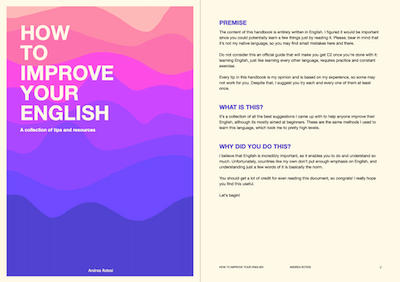 HOW
TO
IMPROVE
YOUR
ENGLISH
A collection of tips and resources
Andrea Rotosi
PREMISE
The content of this handbook is entirely written in English. I figured it would be important
since you could potentially learn a few things just by reading it. Please, bear in mind that
it's not my native language, so you may find small mistakes here and there.
Do not consider this an official guide that will make you get C2 once you're done with it:
learning English, just like learning every other language, requires practice and constant
exercise.
Every tip in this handbook is my opinion and is based on my experience, so some may
not work for you. Despite that, I suggest you try each and every one of them at least
once.
WHAT IS THIS?
It's a collection of all the best suggestions I came up with to help anyone improve their
English, although its mostly aimed at beginners. These are the same methods I used to
learn this language, which took me to pretty high levels.
WHY DID YOU DO THIS?
I believe that English is incredibly important, as it enables you to do and understand so
much. Unfortunately, countries like my own don't put enough emphasis on English, and
understanding just a few words of it is basically the norm.
You should get a lot of credit for even reading this document, so congrats! I really hope
you find this useful.
Let's begin!
HOW TO IMPROVE YOUR ENGLISH ANDREA ROTOSI